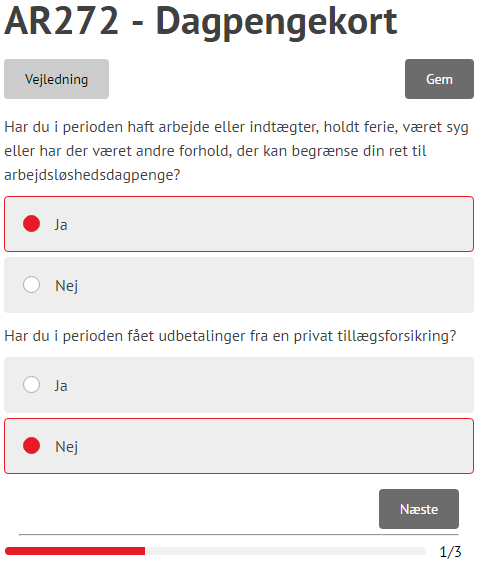 AR272 - Dagpengekort
Vejledning
Gem
Har du i perioden haft arbejde eller indtægter, holdt ferie, været syg
eller har der været andre forhold, der kan begrænse din ret til
arbejdsløshedsdagpenge?
Ja
Nej
Har du i perioden fået udbetalinger fra en privat tillægsforsikring?
Ja
Nej
Næste
1/3